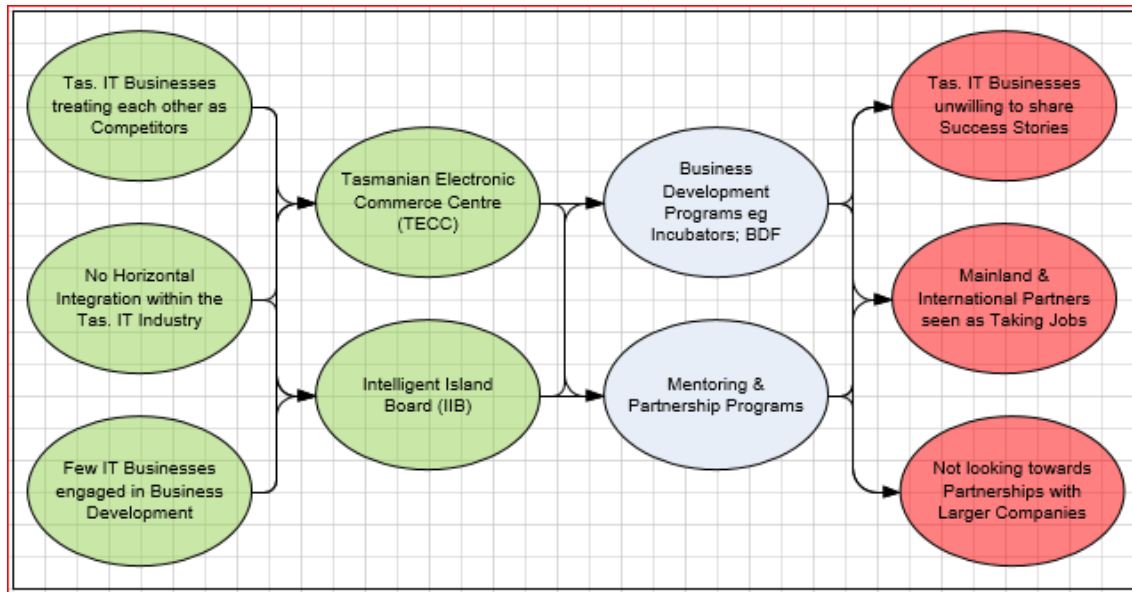 Tas. IT Businesses
treating each other as
Competitors
No Horizontal
Integration within the
Tas. IT Industry
Few IT Businesses
engaged in Business
Development
Tasmanian Electronic
Commerce Centre
(TECC)
Intelligent Island
Board (IIB)
Business
Development
Programs eg
Incubators; BDF
Mentoring &
Partnership Programs
Tas. IT Businesses
unwilling to share
Success Stories
Mainland &
International Partners
seen as Taking Jobs
Not looking towards
Partnerships with
Larger Companies